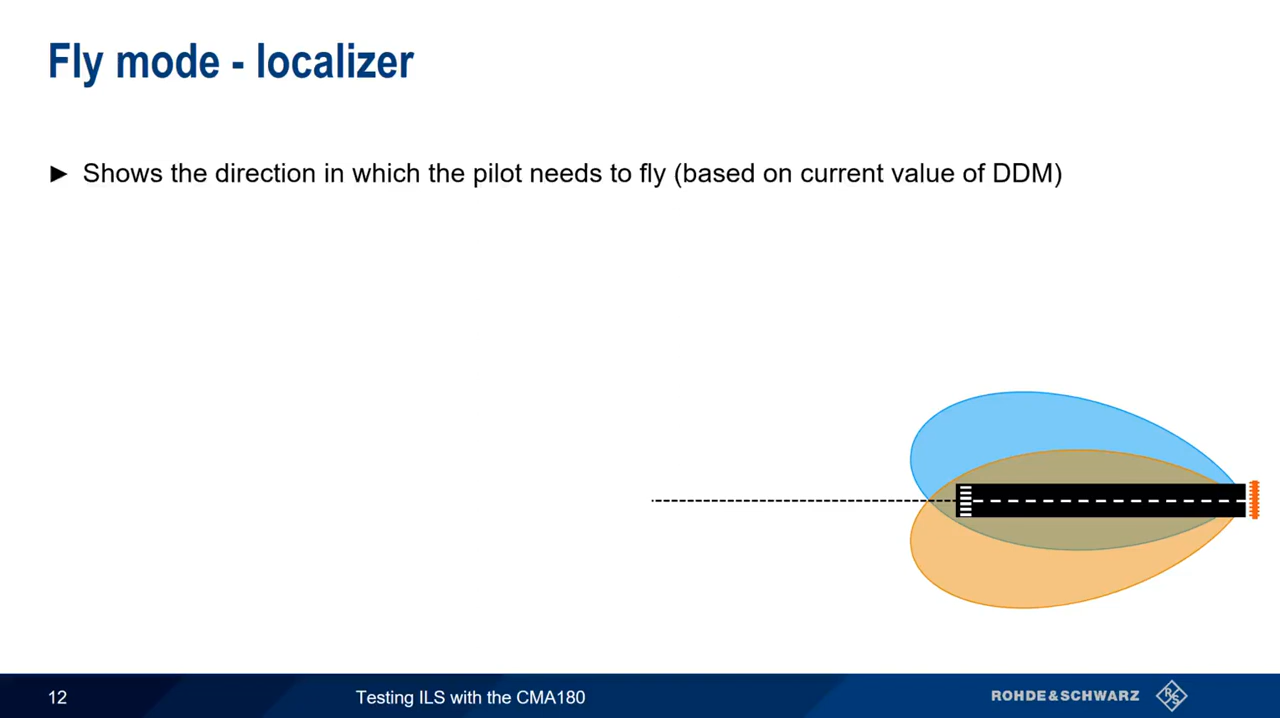 Fly mode - localizer
► Shows the direction in which the pilot needs to fly (based on current value of DDM)
12
Testing ILS with the CMA180
ROHDE&SCHWARZ
R/S